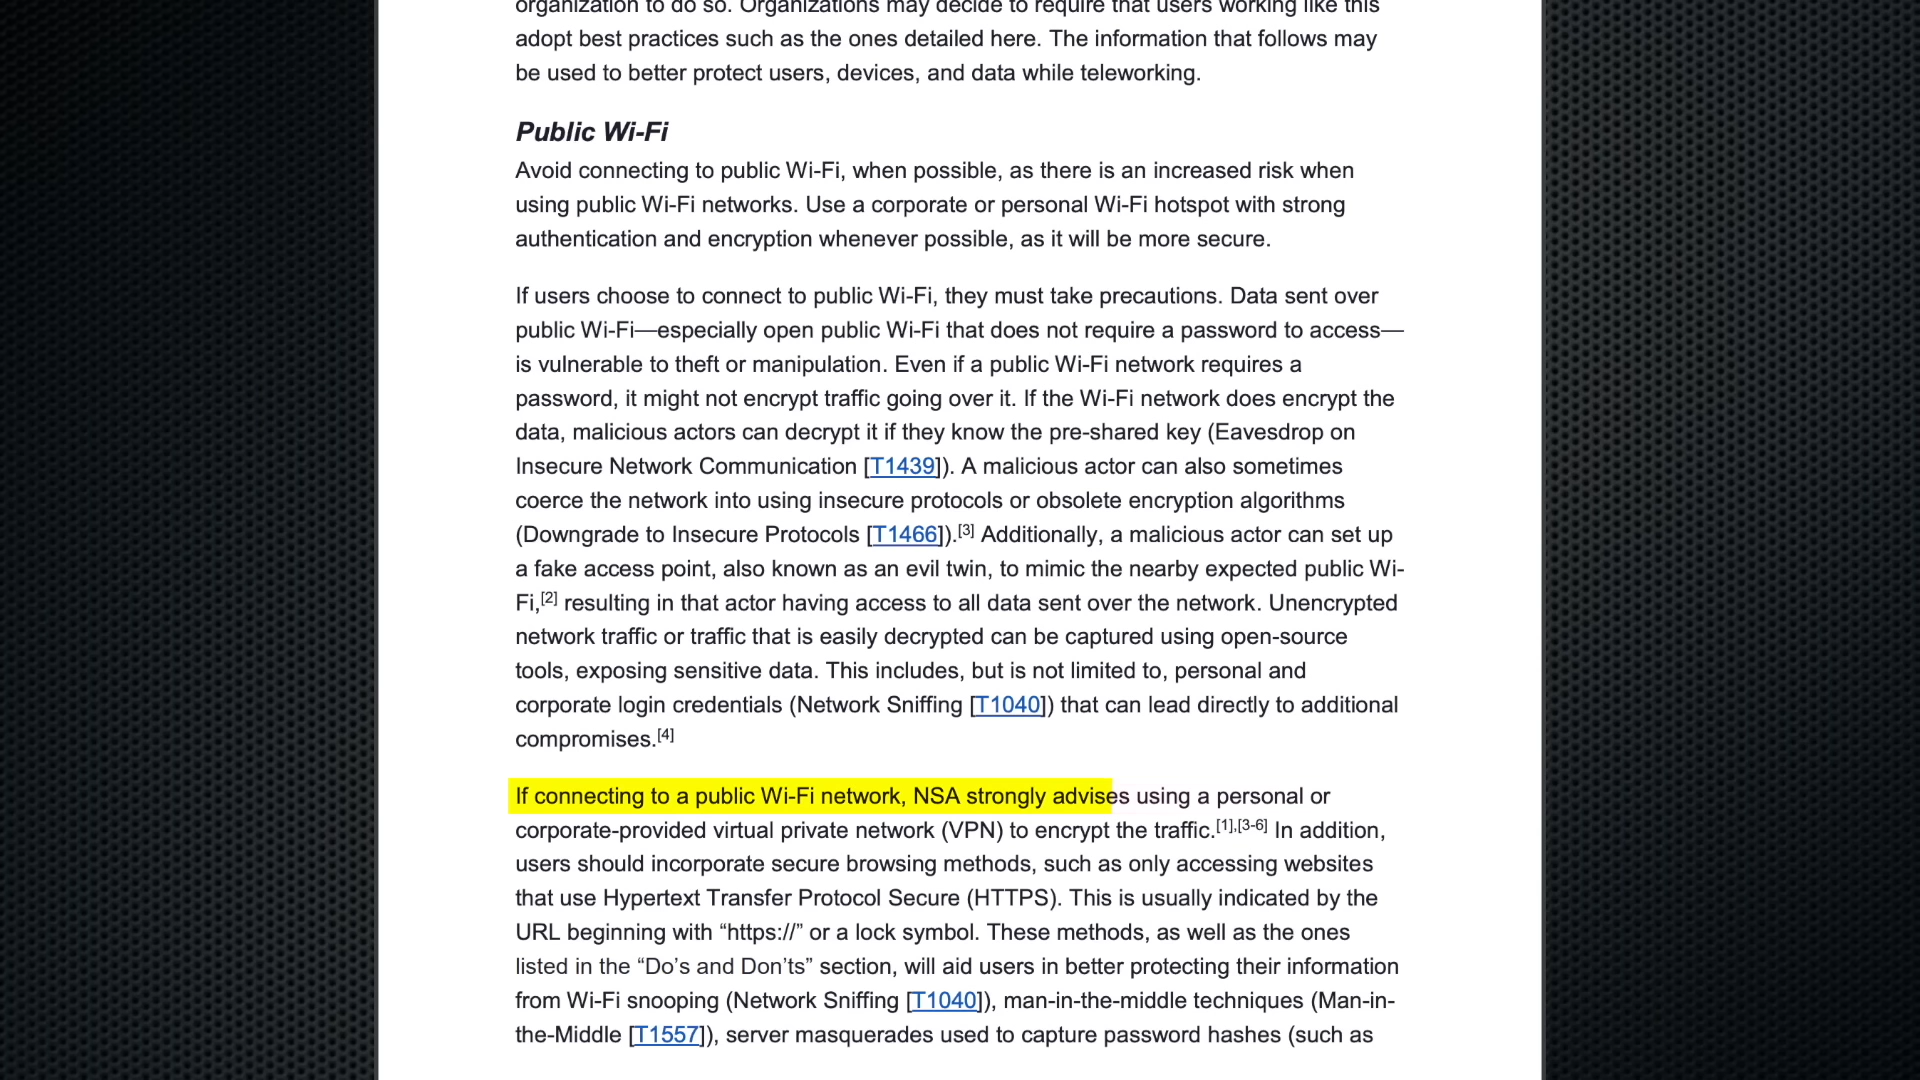 organization to do so. Organizations may decide to require that users working like this
adopt best practices such as the ones detailed here. The information that follows may
be used to better protect users, devices, and data while teleworking.
Public Wi-Fi
Avoid connecting to public Wi-Fi, when possible, as there is an increased risk when
using public Wi-Fi networks. Use a corporate or personal Wi-Fi hotspot with strong
authentication and encryption whenever possible, as it will be more secure.
If users choose to connect to public Wi-Fi, they must take precautions. Data sent over
public Wi-Fi—especially open public Wi-Fi that does not require a password to access—
is vulnerable to theft or manipulation. Even if a public Wi-Fi network requires a
password, it might not encrypt traffic going over it. If the Wi-Fi network does encrypt the
data, malicious actors can decrypt it if they know the pre-shared key (Eavesdrop on
Insecure Network Communication [T1439]). A malicious actor can also sometimes
coerce the network into using insecure protocols or obsolete encryption algorithms
(Downgrade to Insecure Protocols [T1466]).[3] Additionally, a malicious actor can set up
a fake access point, also known as an evil twin, to mimic the nearby expected public Wi-
Fi,[2] resulting in that actor having access to all data sent over the network. Unencrypted
network traffic or traffic that is easily decrypted can be captured using open-source
tools, exposing sensitive data. This includes, but is not limited to, personal and
corporate login credentials (Network Sniffing [T1040]) that can lead directly to additional
compromises.[4]
If connecting to a public Wi-Fi network, NSA strongly advises using a personal or
corporate-provided virtual private network (VPN) to encrypt the traffic.[1],[3-6] In addition,
users should incorporate secure browsing methods, such as only accessing websites
that use Hypertext Transfer Protocol Secure (HTTPS). This is usually indicated by the
URL beginning with “https://” or a lock symbol. These methods, as well as the ones
listed in the “Do’s and Don’ts” section, will aid users in better protecting their information
from Wi-Fi snooping (Network Sniffing [T1040]), man-in-the-middle techniques (Man-in-
the-Middle [T1557]), server masquerades used to capture password hashes (such as